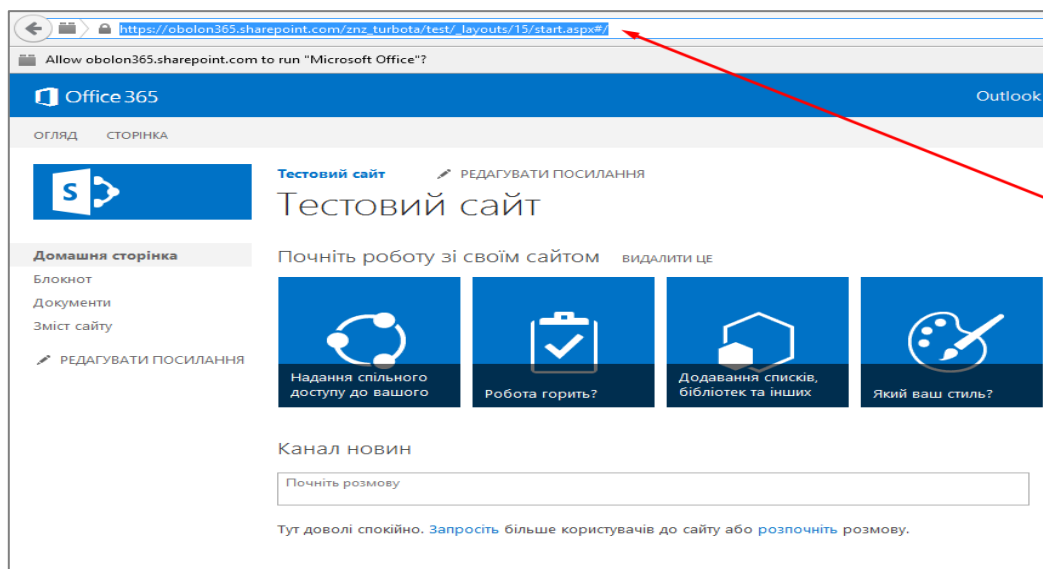 https://obolon365.sharepoint.com/znz_turbota/test/_layouts/15/start.aspx#/
Allow obolon365.sharepoint.com to run "Microsoft Office"?
Office 365
Outlook
ОГЛЯД СТОРІНКА
S
Тестовий сайт РЕДАГУВАТИ ПОСИЛАННЯ
Тестовий сайт
Домашня сторінка
Блокнот
Документи
Зміст сайту
РЕДАГУВАТИ ПОСИЛАННЯ
Почніть роботу зі своїм сайтом ВИДАЛИТИ ЦЕ
Надання спільного
доступу до вашого
Робота горить?
Додавання списків,
бібліотек та інших
Який ваш стиль?
Канал новин
Почніть розмову
Тут доволі спокійно. Запросіть більше користувачів до сайту або розпочніть розмову.